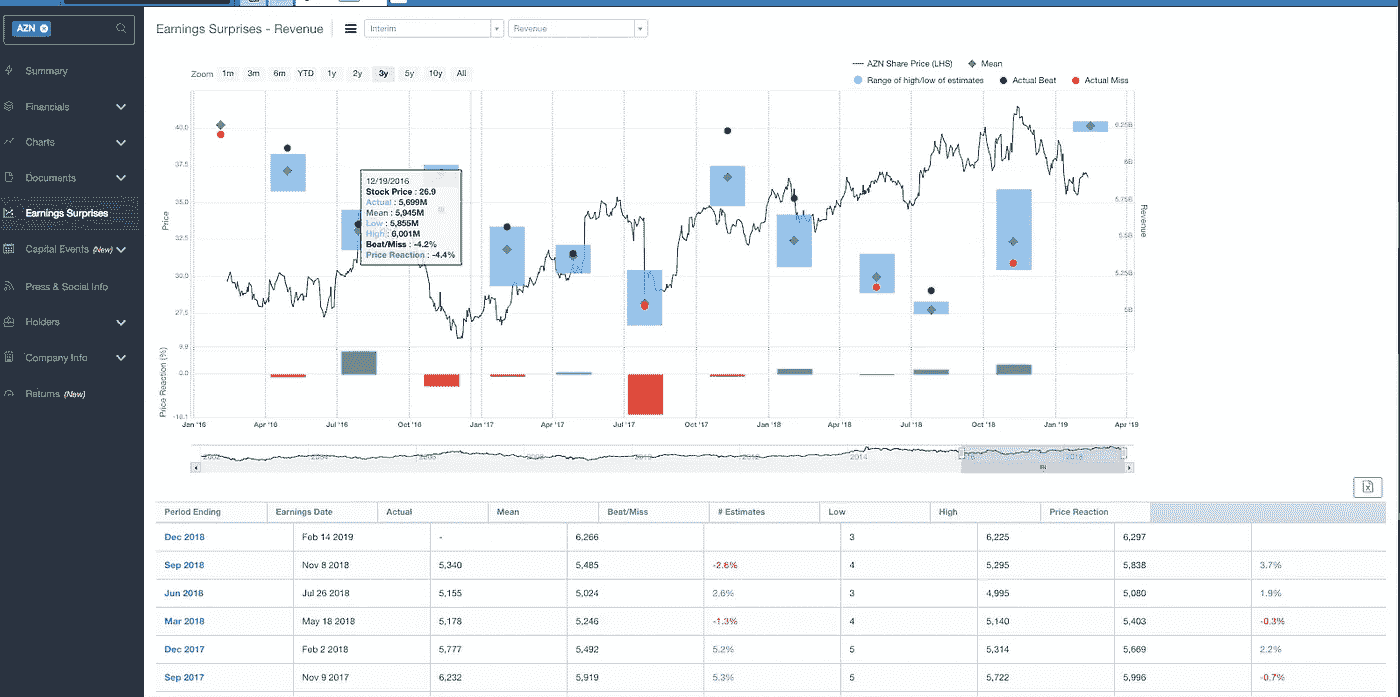 AZN
Earnings Surprises - Revenue
Interim
Revenue
Summary
Financials
Charts
Documents
Earnings Surprises
Capital Events (New)
Press & Social Info
Holders
Company Info
Returns (New)
Zoom 1m 3m 6m YTD 1y 2y 3y 5y 10y All
AZN Share Price (LHS) Mean
Range of high/low of estimates Actual Beat Actual Miss
40.0
37.5
35.0
32.5
30.0
27.5
Price
6B
5.75B
5.5B
5.25B
5B
Revenue
12/19/2016
Stock Price : 26.9
Actual : 5,699M
Mean : 5,945M
Low : 5,855M
High : 6,001M
Beat/Miss : -4.2%
Price Reaction : -4.4%
9.9
0.0
Price Reaction (%)
Jan '16 Apr '16 Jul '16 Oct '16 Jan '17 Apr '17 Jul '17 Oct '17 Jan '18 Apr '18 Jul '18 Oct '18 Jan '19 Apr '19
2002 2014 2018
Period Ending Earnings Date Actual Mean Beat/Miss # Estimates Low High Price Reaction
Dec 2018 Feb 14 2019 - 6,266 3 6,225 6,297
Sep 2018 Nov 8 2018 5,340 5,485 -2.6% 4 5,295 5,838 3.7%
Jun 2018 Jul 26 2018 5,155 5,024 2.6% 3 4,995 5,080 1.9%
Mar 2018 May 18 2018 5,178 5,246 -1.3% 4 5,140 5,403 -0.3%
Dec 2017 Feb 2 2018 5,777 5,492 5.2% 5 5,314 5,669 2.2%
Sep 2017 Nov 9 2017 6,232 5,919 5.3% 5 5,722 5,996 -0.7%